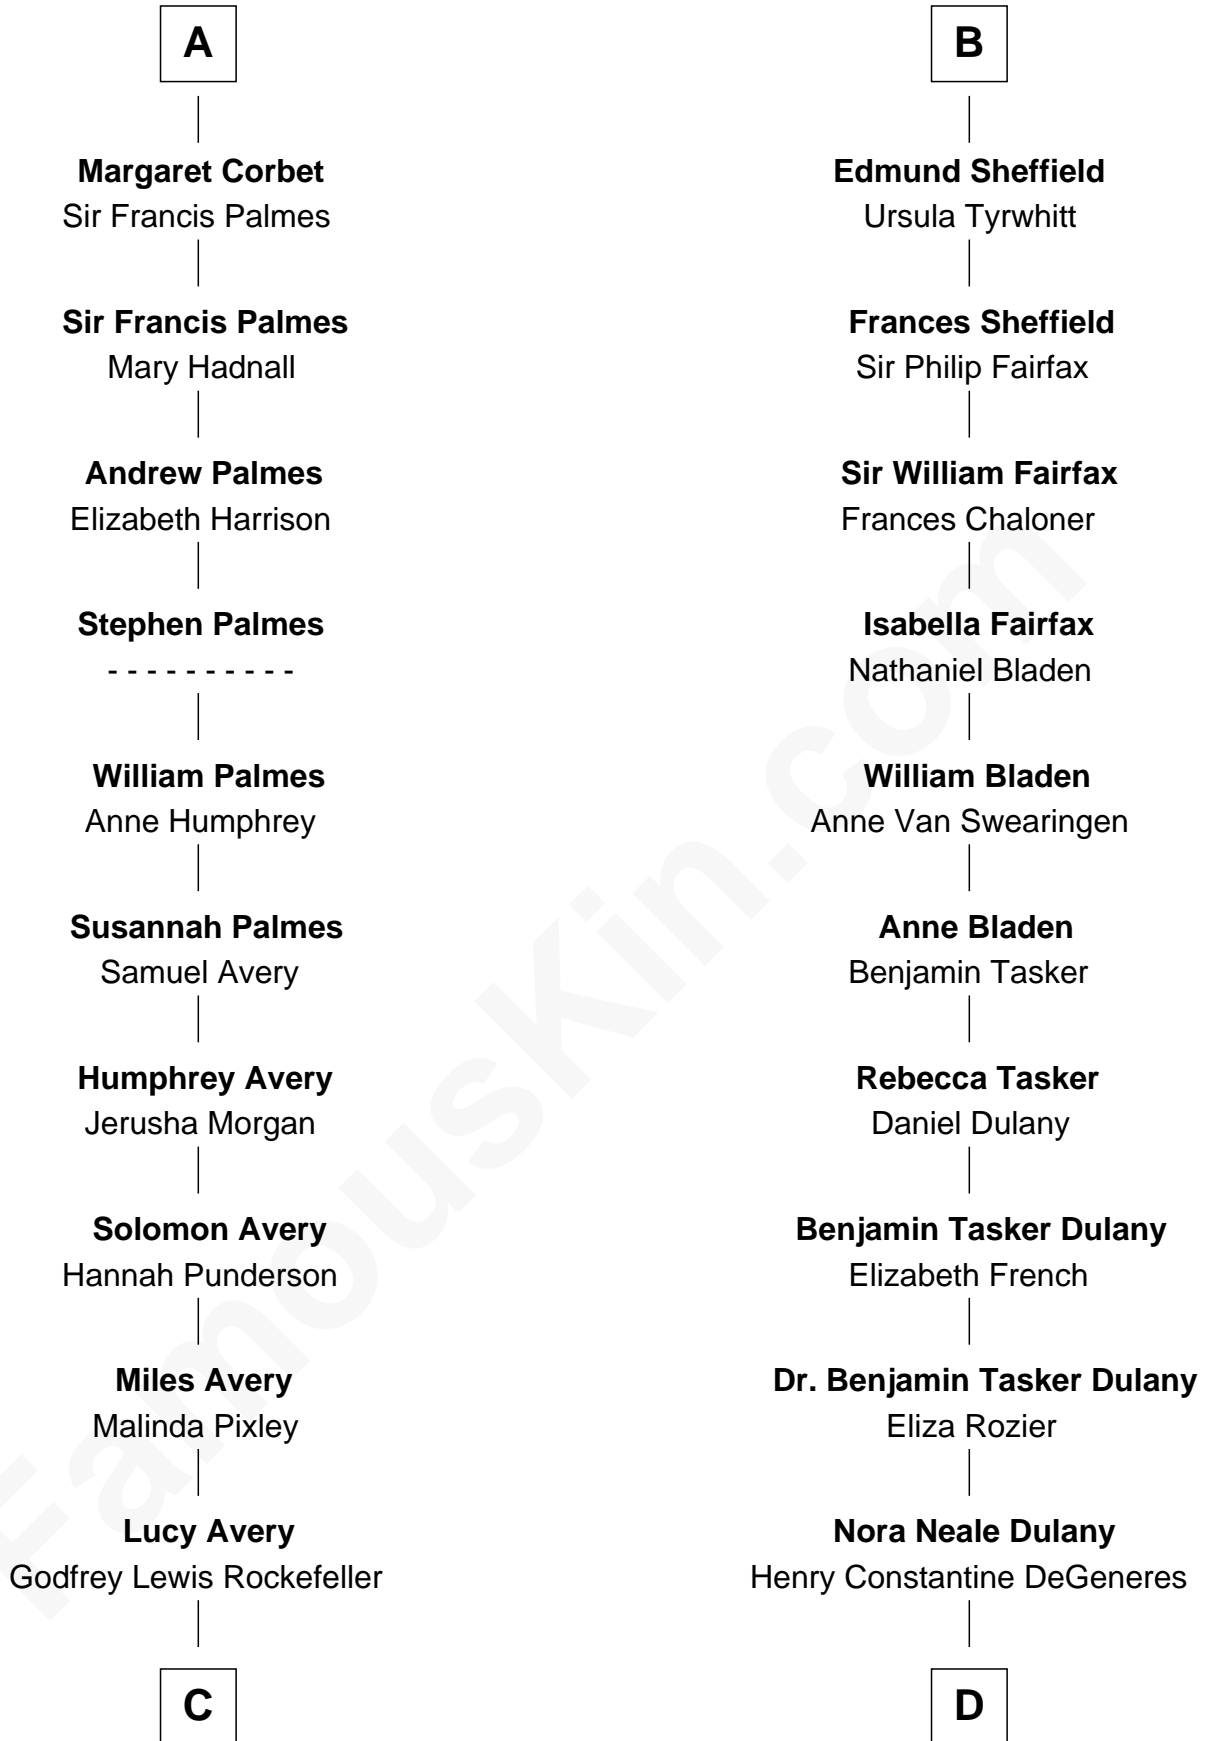 A
Margaret Corbet
Sir Francis Palmes
Sir Francis Palmes
Mary Hadnall
Andrew Palmes
Elizabeth Harrison
Stephen Palmes
- - - - - - - - - -
William Palmes
Anne Humphrey
Susannah Palmes
Samuel Avery
Humphrey Avery
Jerusha Morgan
Solomon Avery
Hannah Punderson
Miles Avery
Malinda Pixley
Lucy Avery
Godfrey Lewis Rockefeller
C
B
Edmund Sheffield
Ursula Tyrwhitt
Frances Sheffield
Sir Philip Fairfax
Sir William Fairfax
Frances Chaloner
Isabella Fairfax
Nathaniel Bladen
William Bladen
Anne Van Swearingen
Anne Bladen
Benjamin Tasker
Rebecca Tasker
Daniel Dulany
Benjamin Tasker Dulany
Elizabeth French
Dr. Benjamin Tasker Dulany
Eliza Rozier
Nora Neale Dulany
Henry Constantine DeGeneres
D
FamousKin.com